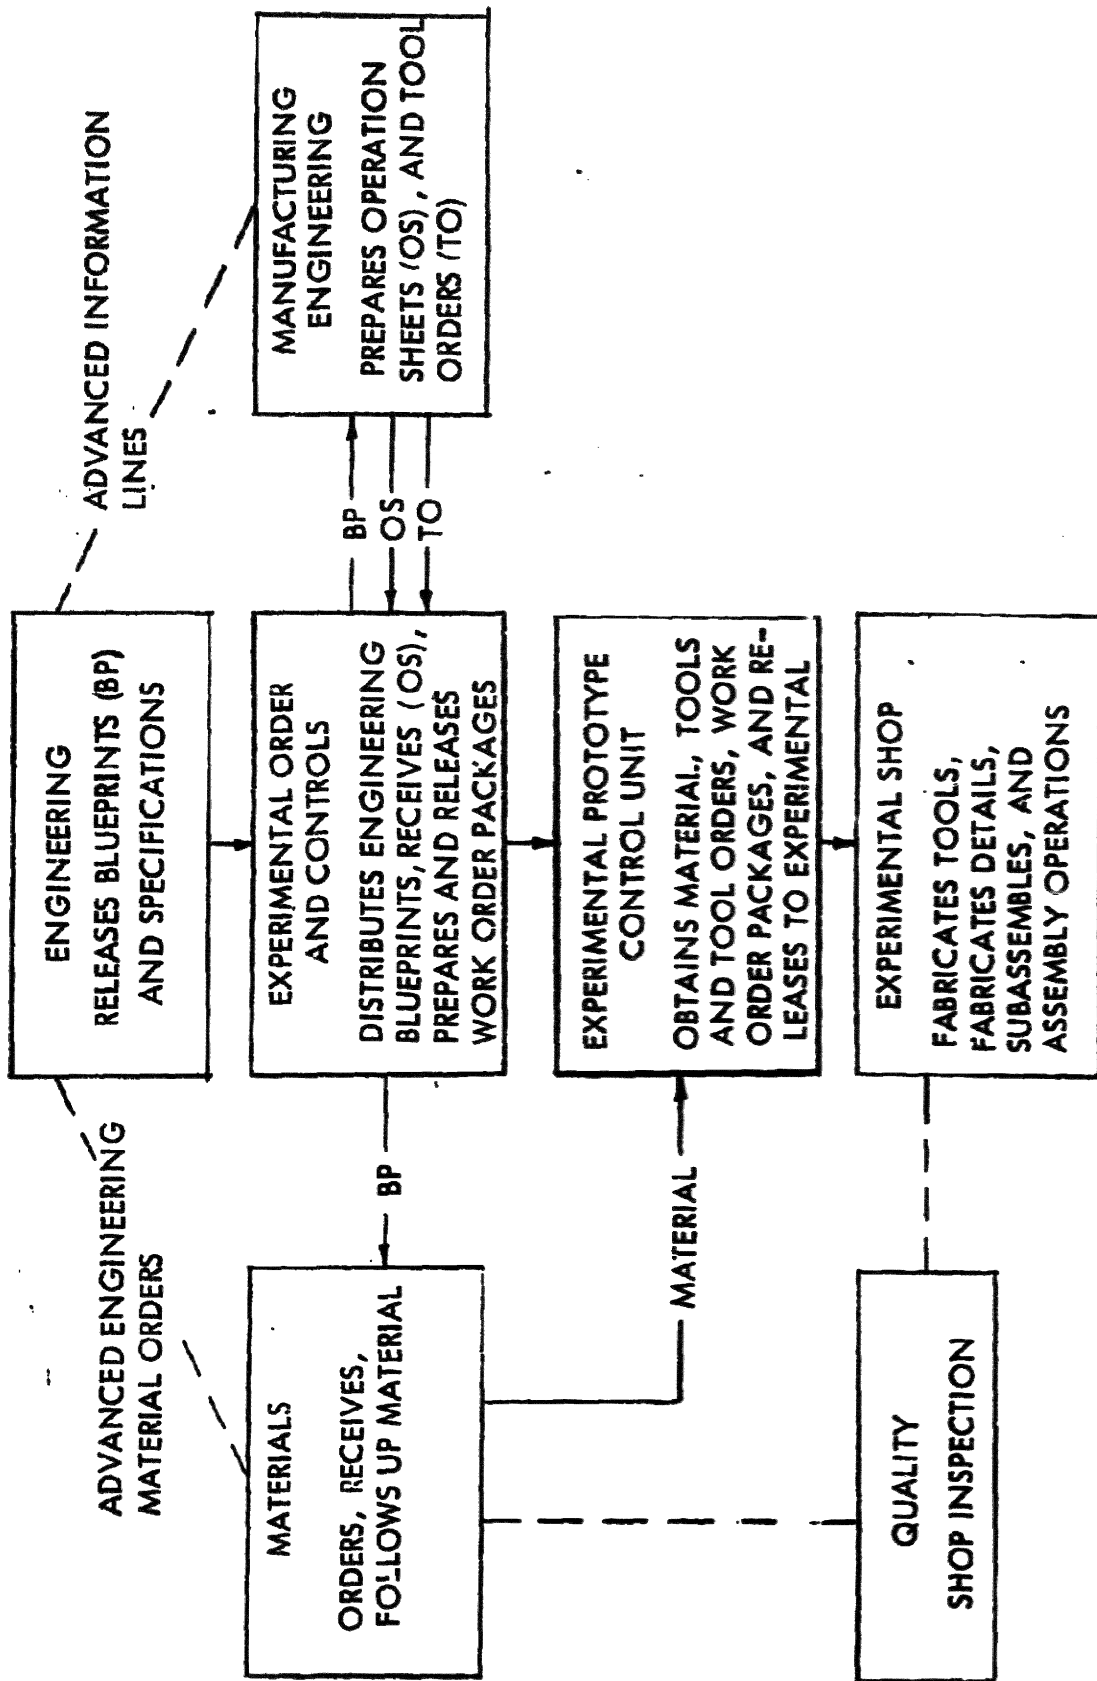 ENGINEERING
RELEASES BLUEPRINTS (BP)
AND SPECIFICATIONS
ADVANCED ENGINEERING
MATERIAL ORDERS
ADVANCED INFORMATION
LINES
MATERIALS
ORDERS, RECEIVES,
FOLLOWS UP MATERIAL
BP
EXPERIMENTAL ORDER
AND CONTROLS
DISTRIBUTES ENGINEERING
BLUEPRINTS, RECEIVES (OS),
PREPARES AND RELEASES
WORK ORDER PACKAGES
BP
OS
TO
MANUFACTURING
ENGINEERING
PREPARES OPERATION
SHEETS (OS), AND TOOL
ORDERS (TO)
MATERIAL
EXPERIMENTAL PROTOTYPE
CONTROL UNIT
OBTAINS MATERIAL, TOOLS
AND TOOL ORDERS, WORK
ORDER PACKAGES, AND RE-
LEASES TO EXPERIMENTAL
QUALITY
SHOP INSPECTION
EXPERIMENTAL SHOP
FABRICATES TOOLS,
FABRICATES DETAILS,
SUBASSEMBLES, AND
ASSEMBLY OPERATIONS